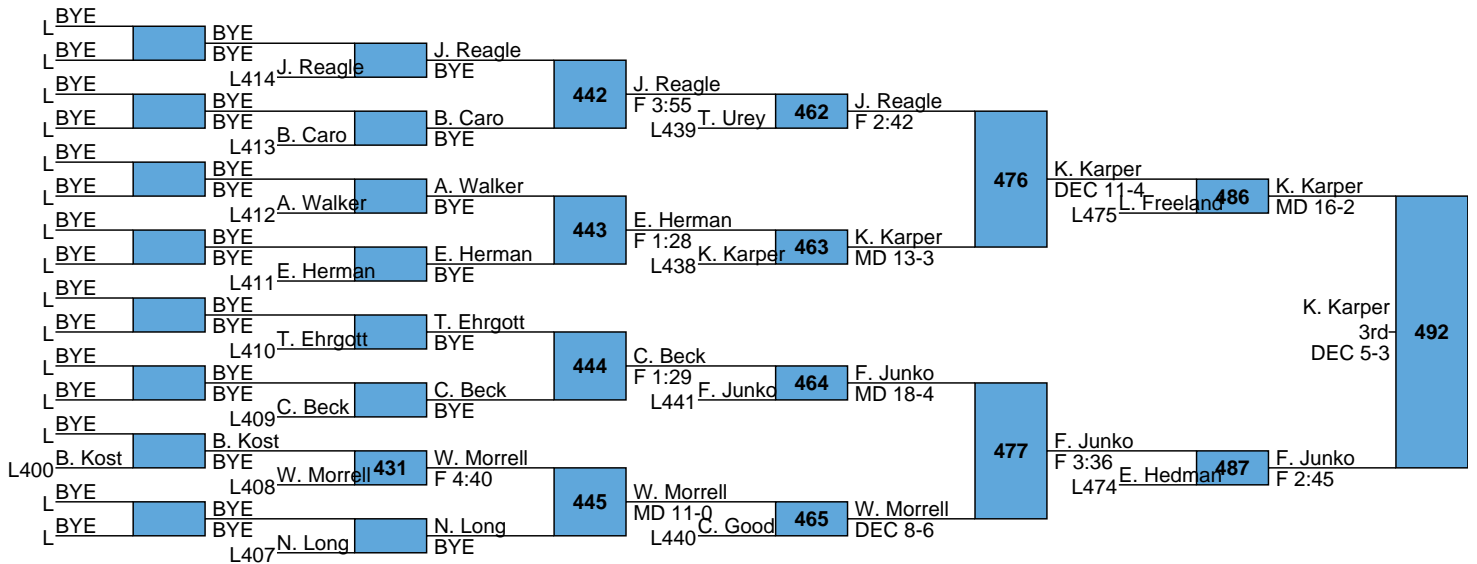 BYE
L
BYE
L
BYE
BYE
L414 J. Reagle
J. Reagle
BYE
BYE
L
BYE
L
BYE
BYE
L413 B. Caro
B. Caro
BYE
442
J. Reagle
F 3:55
L439 T. Urey
462
J. Reagle
F 2:42
BYE
L
BYE
L
BYE
BYE
L412 A. Walker
A. Walker
BYE
BYE
L
BYE
L
BYE
BYE
L411 E. Herman
E. Herman
BYE
443
E. Herman
F 1:28
L438 K. Karper
463
K. Karper
MD 13-3
476
K. Karper
DEC 11-4
L475 L. Freeland
486
K. Karper
MD 16-2
BYE
L
BYE
L
BYE
BYE
L410 T. Ehrgott
T. Ehrgott
BYE
BYE
L
BYE
L
BYE
BYE
L409 C. Beck
C. Beck
BYE
444
C. Beck
F 1:29
L441 F. Junko
464
F. Junko
MD 18-4
BYE
L
L400 B. Kost
B. Kost
BYE
L408 W. Morrell
431
W. Morrell
F 4:40
BYE
L
BYE
L
BYE
BYE
L407 N. Long
N. Long
BYE
445
W. Morrell
MD 11-0
L440 C. Good
465
W. Morrell
DEC 8-6
477
F. Junko
F 3:36
L474 E. Hedman
487
F. Junko
F 2:45
K. Karper
3rd
DEC 5-3
492